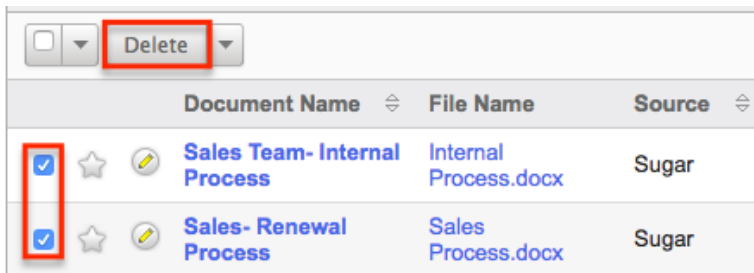 Delete
Document Name File Name Source
Sales Team- Internal Internal
Process Process.docx Sugar
Sales- Renewal Sales
Process Process.docx Sugar